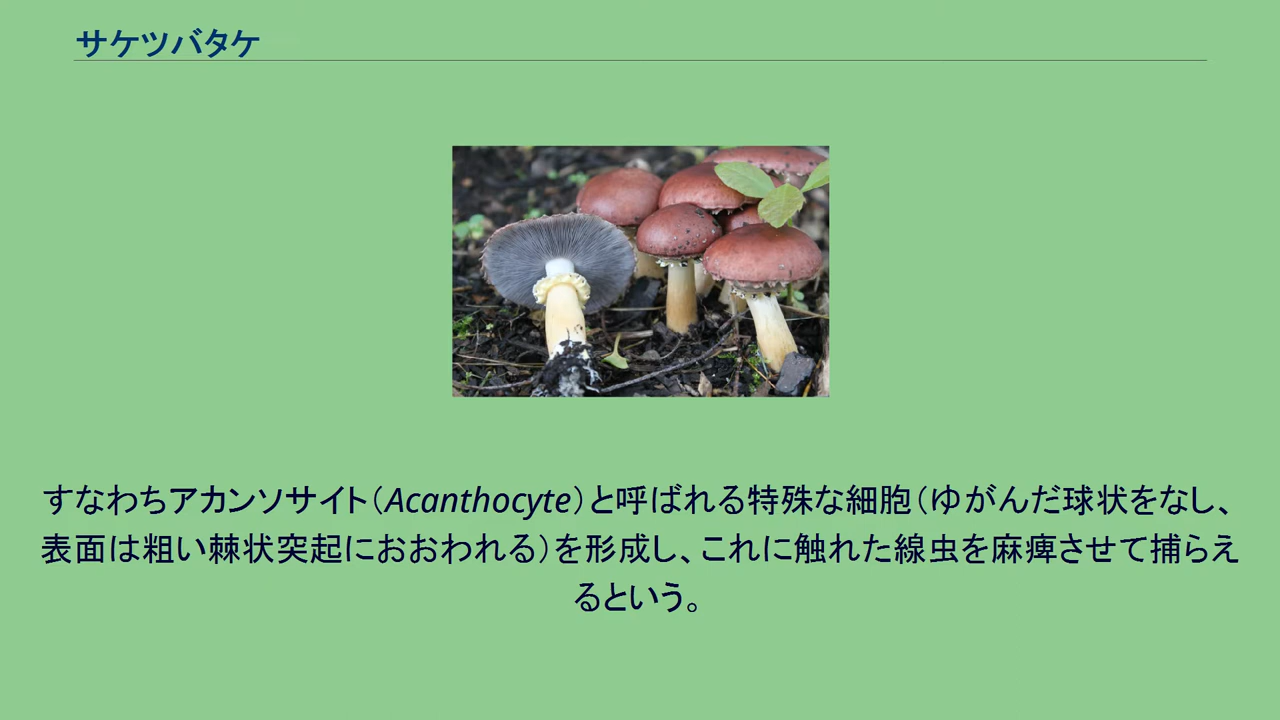 サケツバタケ
すなわちアカンソサイト（Acanthocyte）と呼ばれる特殊な細胞（ゆがんだ球状をなし、
表面は粗い棘状突起におおわれる）を形成し、これに触れた線虫を麻痺させて捕らえ
るという。